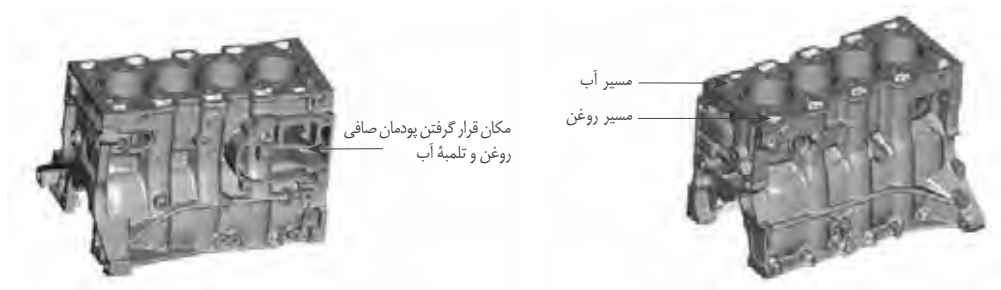 مسیر آب
مسیر روغن
مکان قرار گرفتن پودمان صافی
روغن و تلمبهٔ آب